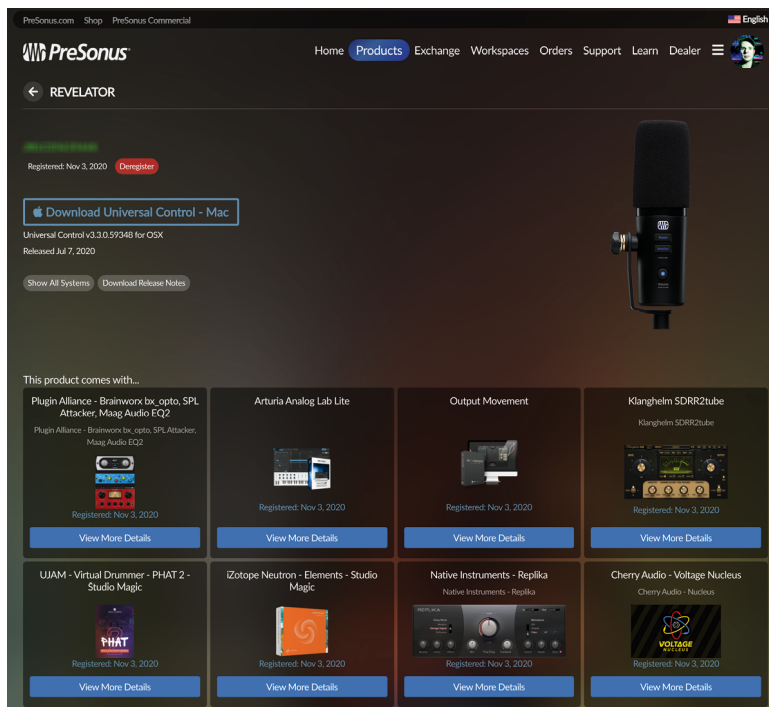 PreSonus.com Shop PreSonus Commercial English
PreSonus
Home Products Exchange Workspaces Orders Support Learn Dealer
REVELATOR
Registered: Nov 3, 2020 Deregister
Download Universal Control - Mac
Universal Control v3.3.0.59348 for OSX
Released Jul 7, 2020
Show All Systems Download Release Notes
This product comes with...
Plugin Alliance - Brainworx bx_opto, SPL
Attacker, Maag Audio EQ2
Plugin Alliance - Brainworx bx_opto, SPL Attacker,
Maag Audio EQ2
Registered: Nov 3, 2020
View More Details
Arturia Analog Lab Lite
Registered: Nov 3, 2020
View More Details
Output Movement
Registered: Nov 3, 2020
View More Details
Klanghelm SDRR2tube
Klanghelm SDRR2tube
Registered: Nov 3, 2020
View More Details
UJAM - Virtual Drummer - PHAT 2 -
Studio Magic
PHAT
Registered: Nov 3, 2020
View More Details
iZotope Neutron - Elements - Studio
Magic
Registered: Nov 3, 2020
View More Details
Native Instruments - Replika
Native Instruments - Replika
REPLIKA
Registered: Nov 3, 2020
View More Details
Cherry Audio - Voltage Nucleus
Cherry Audio - Nucleus
VOLTAGE
NUCLEUS
Registered: Nov 3, 2020
View More Details